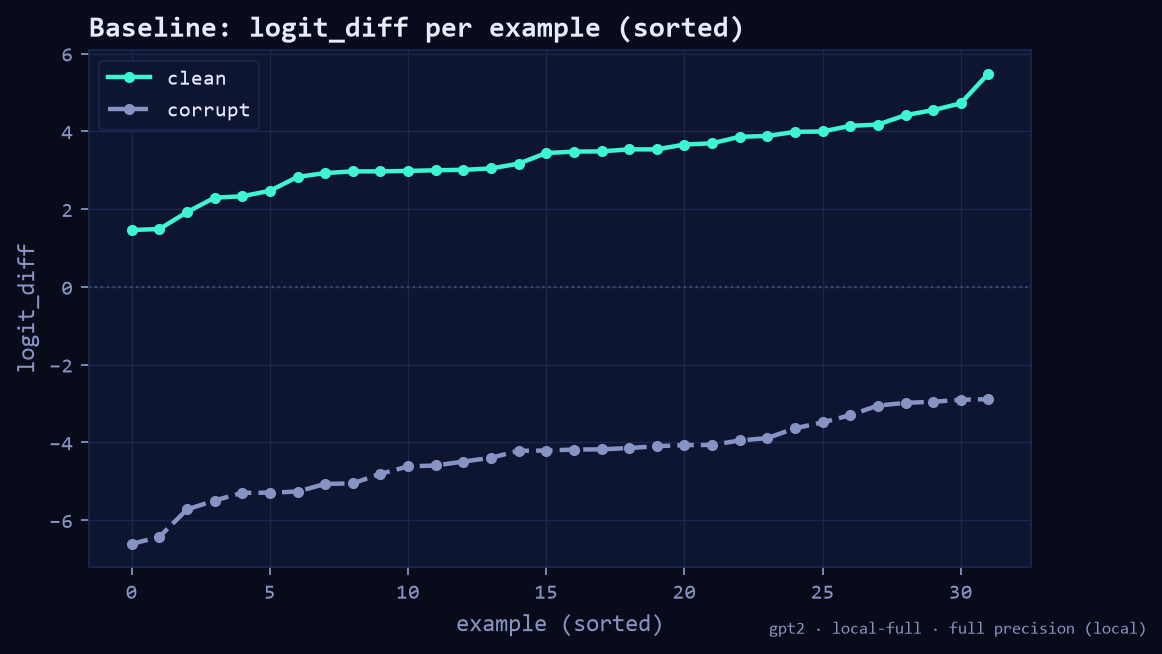 Baseline: logit_diff per example (sorted)
clean
corrupt
6
4
2
0
−2
−4
−6
logit_diff
0 5 10 15 20 25 30
example (sorted)
gpt2 · local-full · full precision (local)